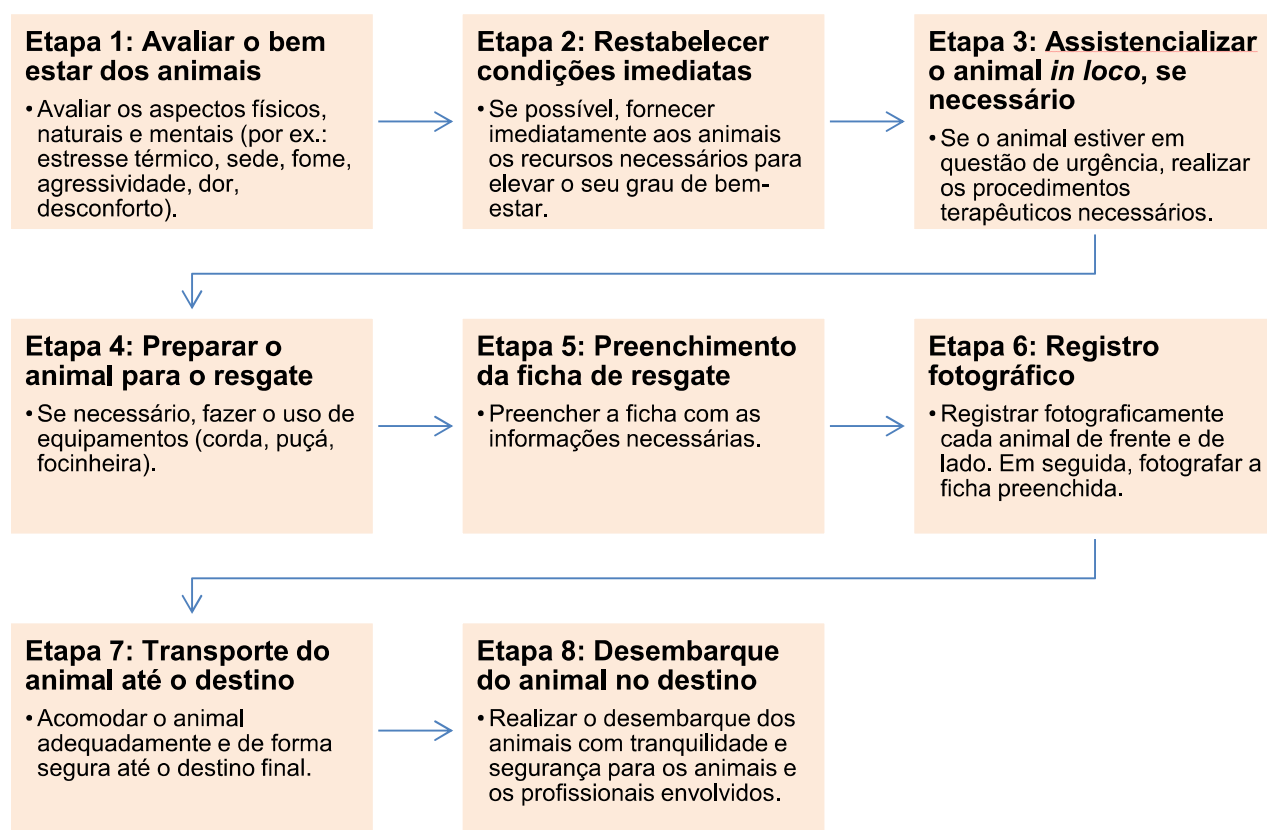 Etapa 1: Avaliar o bem
estar dos animais
• Avaliar os aspectos físicos,
naturais e mentais (por ex.:
estresse térmico, sede, fome,
agressividade, dor,
desconforto).
Etapa 2: Restabelecer
condições imediatas
• Se possível, fornecer
imediatamente aos animais
os recursos necessários para
elevar o seu grau de bem-
estar.
Etapa 3: Assistencializar
o animal in loco, se
necessário
• Se o animal estiver em
questão de urgência, realizar
os procedimentos
terapêuticos necessários.
Etapa 4: Preparar o
animal para o resgate
• Se necessário, fazer o uso de
equipamentos (corda, puçá,
focinheira).
Etapa 5: Preenchimento
da ficha de resgate
• Preencher a ficha com as
informações necessárias.
Etapa 6: Registro
fotográfico
• Registrar fotograficamente
cada animal de frente e de
lado. Em seguida, fotografar a
ficha preenchida.
Etapa 7: Transporte do
animal até o destino
• Acomodar o animal
adequadamente e de forma
segura até o destino final.
Etapa 8: Desembarque
do animal no destino
• Realizar o desembarque dos
animais com tranquilidade e
segurança para os animais e
os profissionais envolvidos.